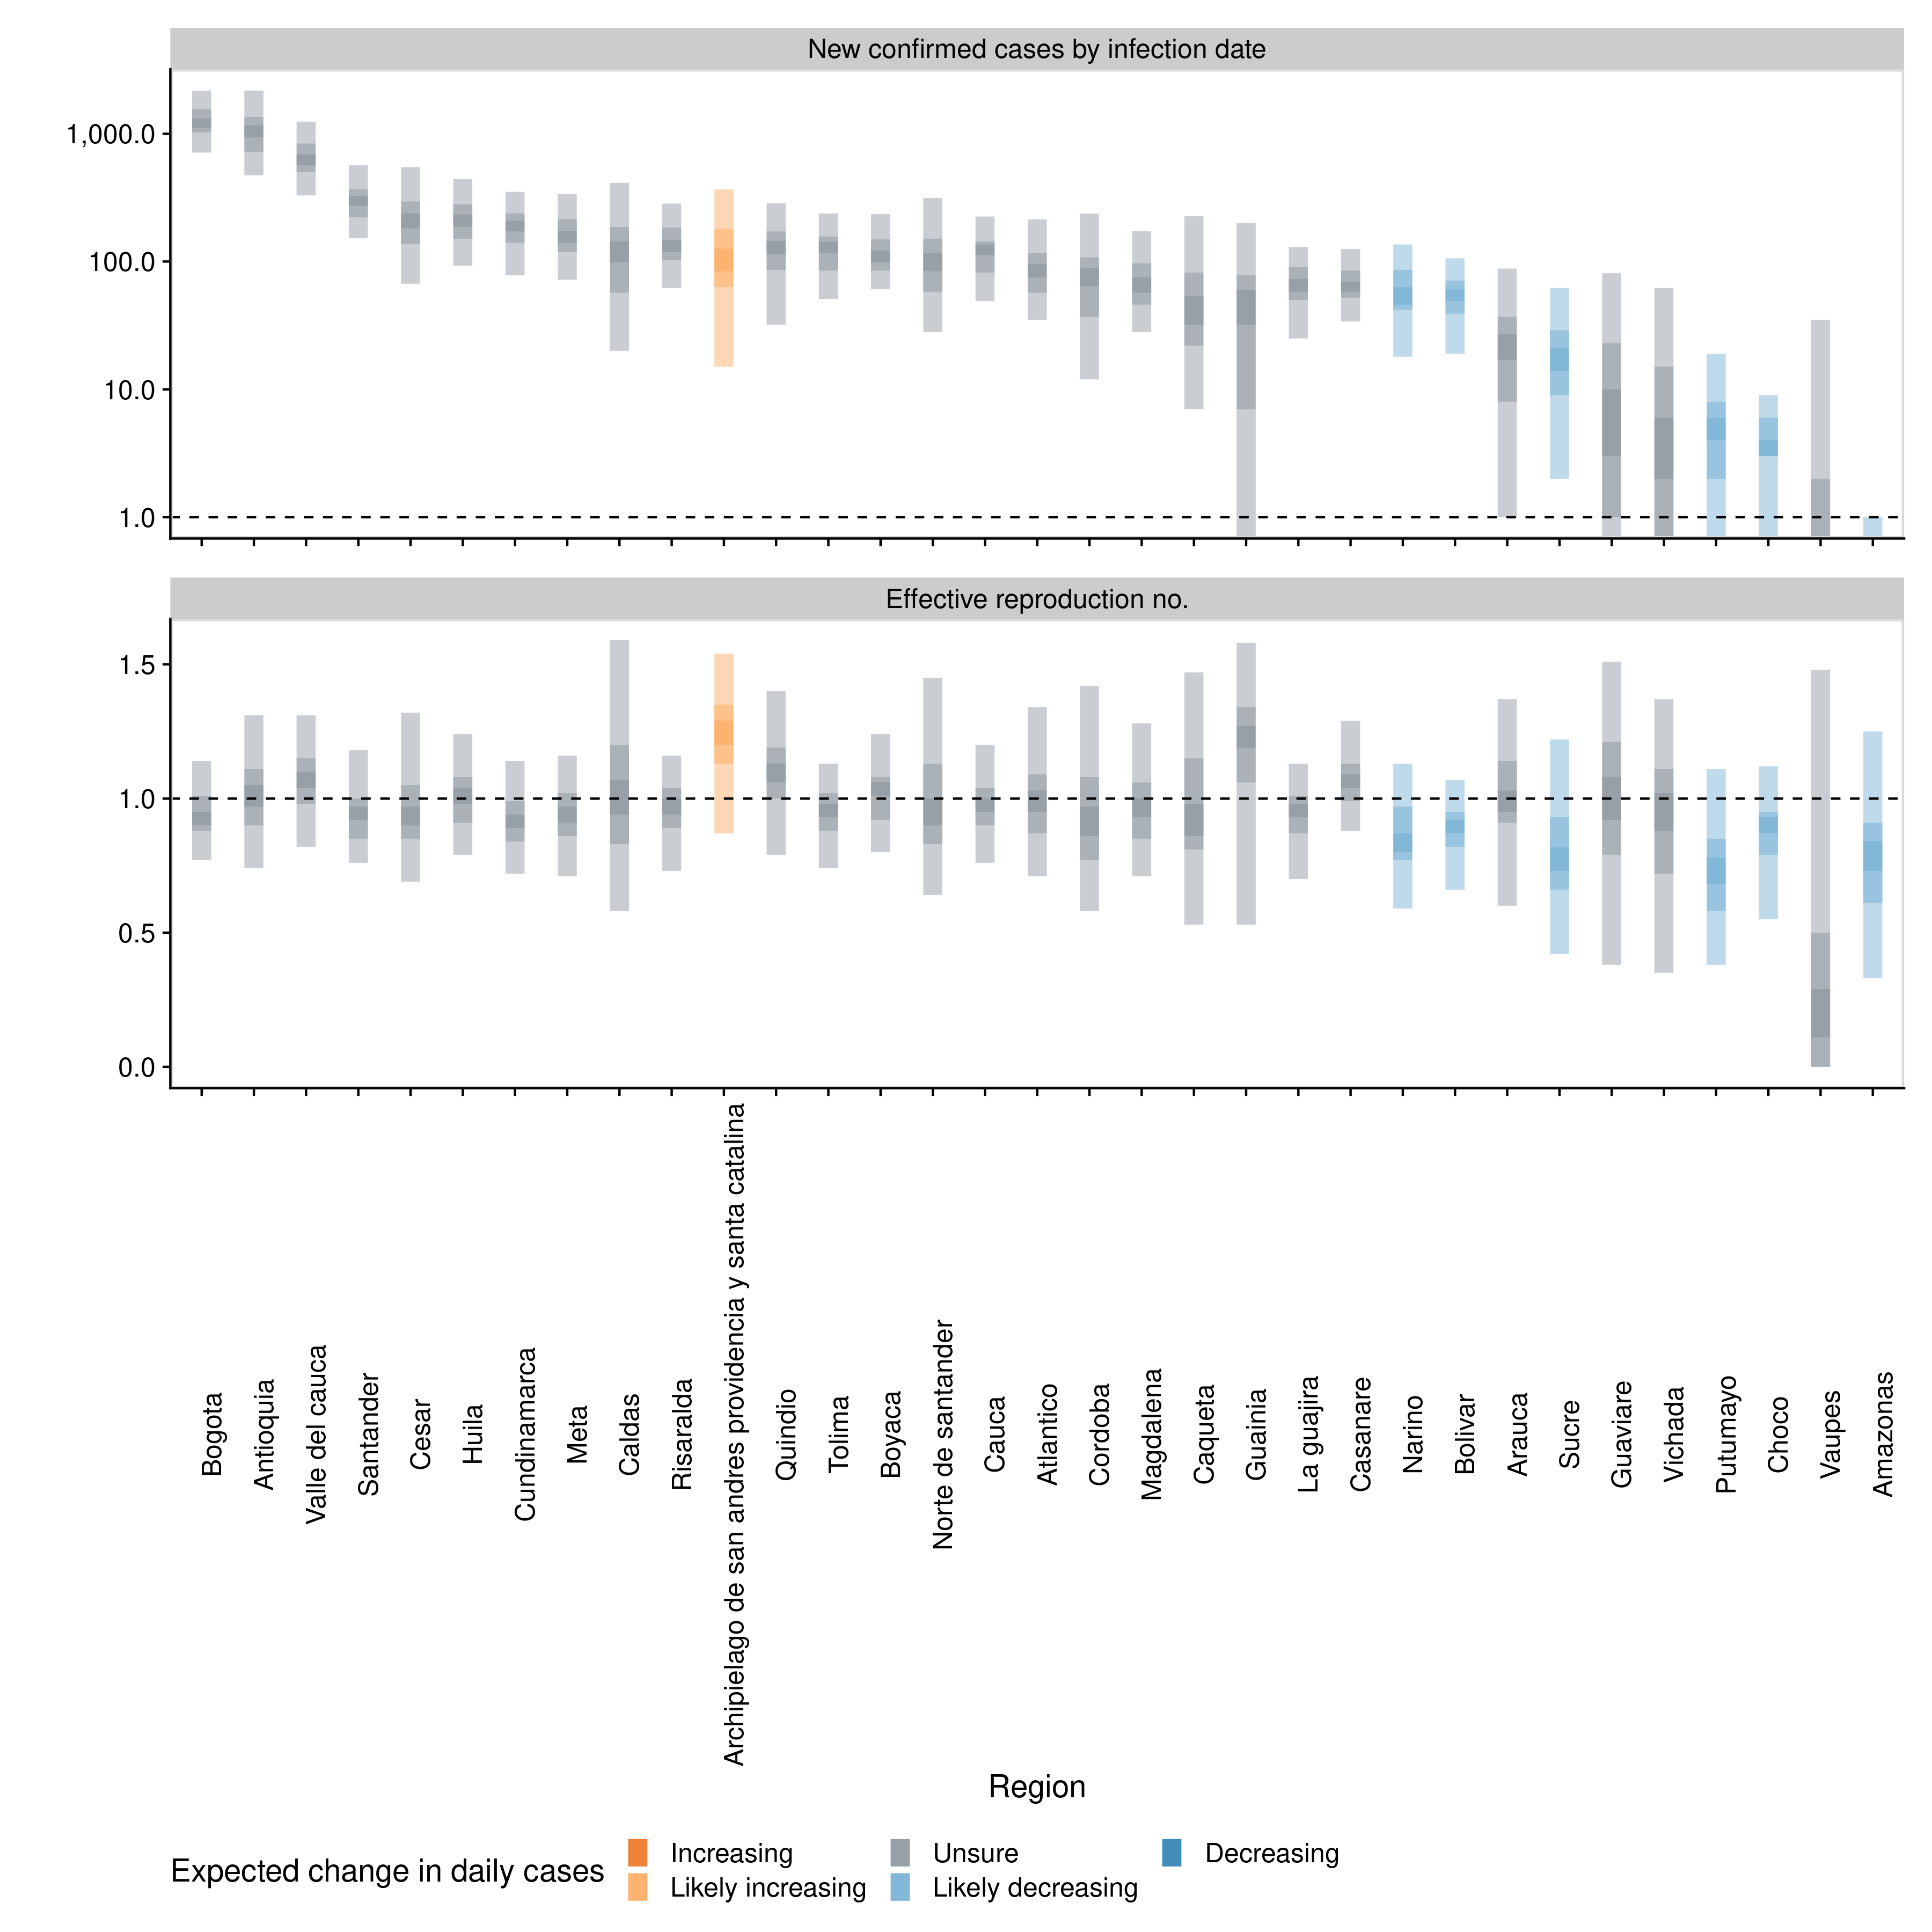 New confirmed cases by infection date
1,000.0
100.0
10.0
1.0
Effective reproduction no.
1.5
1.0
0.5
0.0
Bogota
Antioquia
Valle del cauca
Santander
Cesar
Huila
Cundinamarca
Meta
Caldas
Risaralda
Archipielago de san andres providencia y santa catalina
Quindio
Tolima
Boyaca
Norte de santander
Cauca
Atlantico
Cordoba
Magdalena
Caqueta
Guainia
La guajira
Casanare
Narino
Bolivar
Arauca
Sucre
Guaviare
Vichada
Putumayo
Choco
Vaupes
Amazonas
Region
Expected change in daily cases
Increasing
Likely increasing
Unsure
Likely decreasing
Decreasing